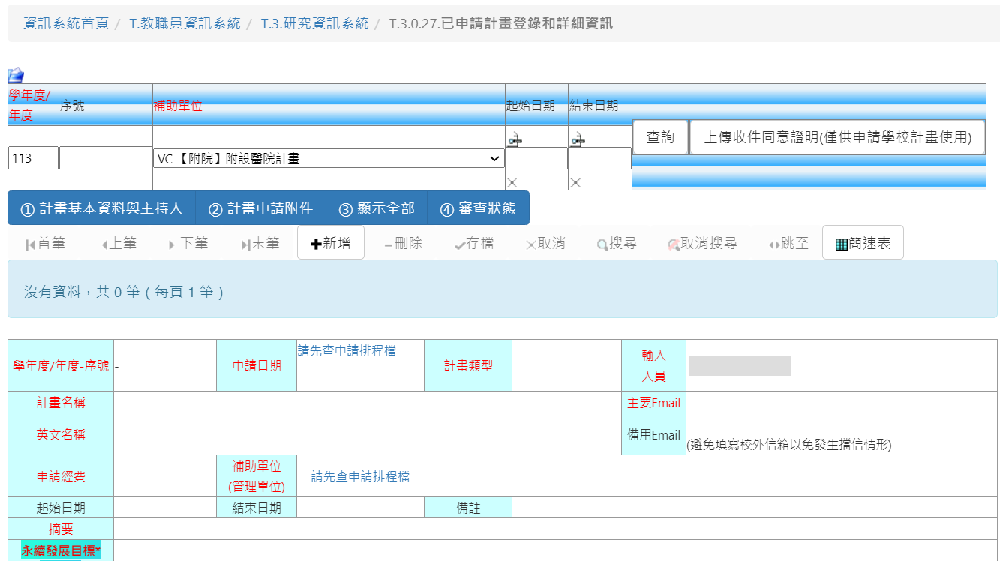 資訊系統首頁 / T.教職員資訊系統 / T.3.研究資訊系統 / T.3.0.27.已申請計畫登錄和詳細資訊
學年度/
年度
序號
補助單位
起始日期
結束日期
113
VC 【附院】附設醫院計畫
查詢
上傳收件同意證明(僅供申請學校計畫使用)
① 計畫基本資料與主持人
② 計畫申請附件
③ 顯示全部
④ 審查狀態
首筆
上筆
下筆
末筆
新增
刪除
存檔
取消
搜尋
取消搜尋
跳至
簡速表
沒有資料，共 0 筆 ( 每頁 1 筆 )
學年度/年度-序號
-
申請日期
請先查申請排程檔
計畫類型
輸入
人員
計畫名稱
主要Email
英文名稱
備用Email
(避免填寫校外信箱以免發生擋信情形)
申請經費
補助單位
(管理單位)
請先查申請排程檔
起始日期
結束日期
備註
摘要
永續發展目標*